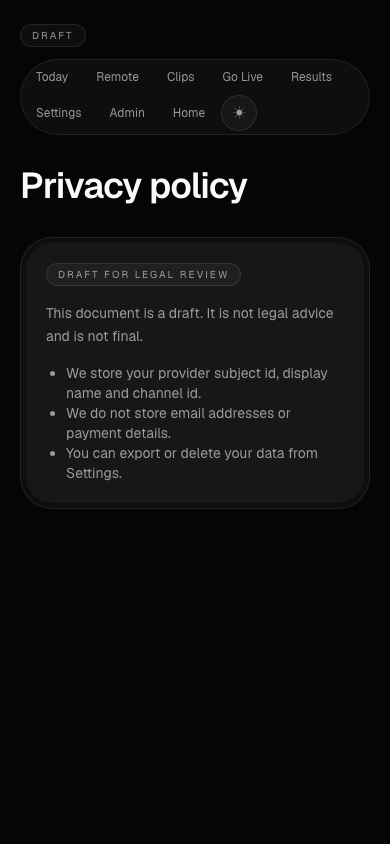 DRAFT
Today Remote Clips Go Live Results
Settings Admin Home
Privacy policy
DRAFT FOR LEGAL REVIEW
This document is a draft. It is not legal advice
and is not final.
• We store your provider subject id, display
name and channel id.
• We do not store email addresses or
payment details.
• You can export or delete your data from
Settings.